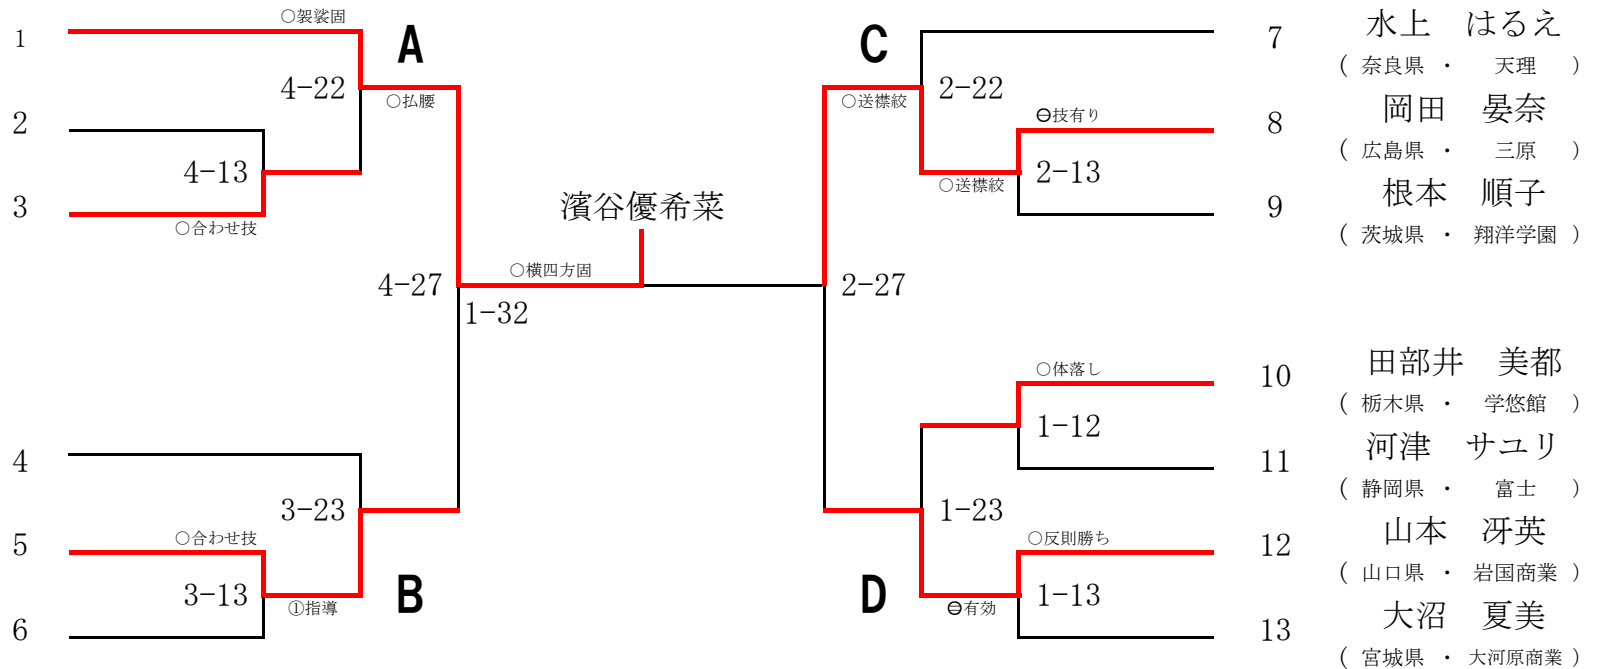 ○袈裟固
1
A
C
7
水上　はるえ
( 奈良県 ・ 天理 )
4-22
○払腰
○送襟絞
2-22
2
○技有り
8
岡田　晏奈
( 広島県 ・ 三原 )
4-13
2-13
○送襟絞
3
濱谷優希菜
9
根本　順子
○合わせ技
( 茨城県 ・ 翔洋学園 )
4-27
○横四方固
2-27
1-32
○体落し
10
田部井　美都
( 栃木県 ・ 学悠館 )
1-12
4
11
河津　サユリ
( 静岡県 ・ 富士 )
3-23
1-23
5
○合わせ技
○反則勝ち
12
山本　冴英
( 山口県 ・ 岩国商業 )
3-13
①指導
B
D
有効
1-13
6
13
大沼　夏美
( 宮城県 ・ 大河原商業 )